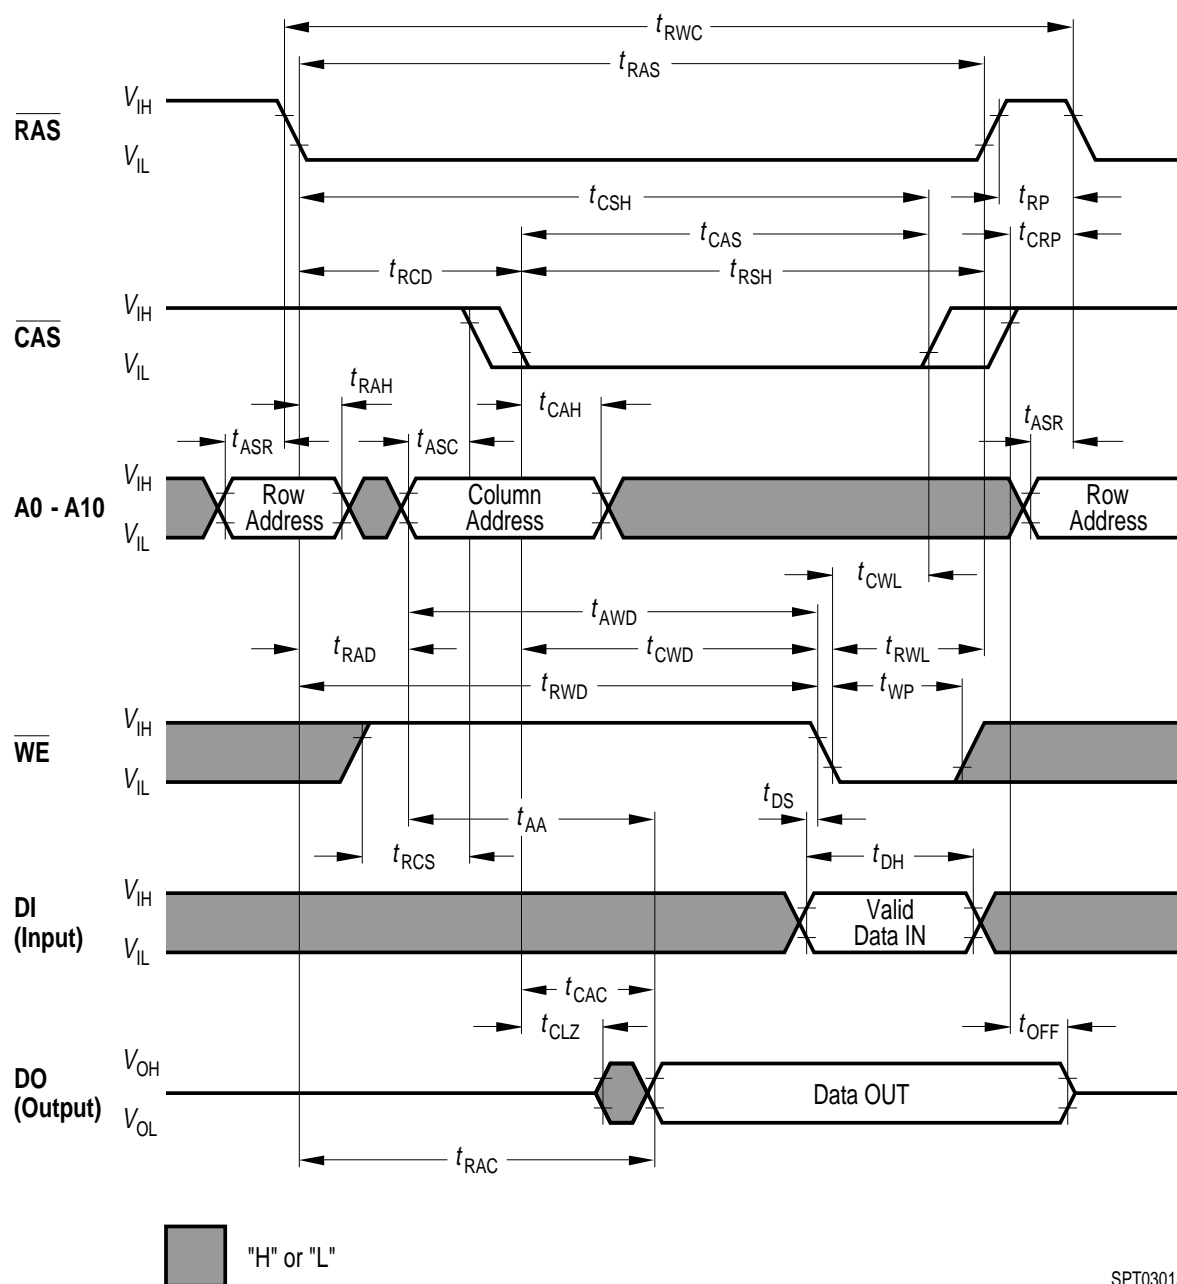 tRWC
tRAS
RAS
VIH
VIL
tCSH
tRP
tCAS
tCRP
tRCD
tRSH
CAS
VIH
VIL
tRAH
tCAH
tASR
tASC
tASR
A0 - A10
VIH
VIL
Row
Address
Column
Address
Row
Address
tCWL
tAWD
tRAD
tCWD
tRWL
tRWD
tWP
WE
VIH
VIL
tDS
tAA
tRCS
tDH
DI
(Input)
VIH
VIL
Valid
Data IN
tCAC
tCLZ
tOFF
DO
(Output)
VOH
VOL
Data OUT
tRAC
"H" or "L"